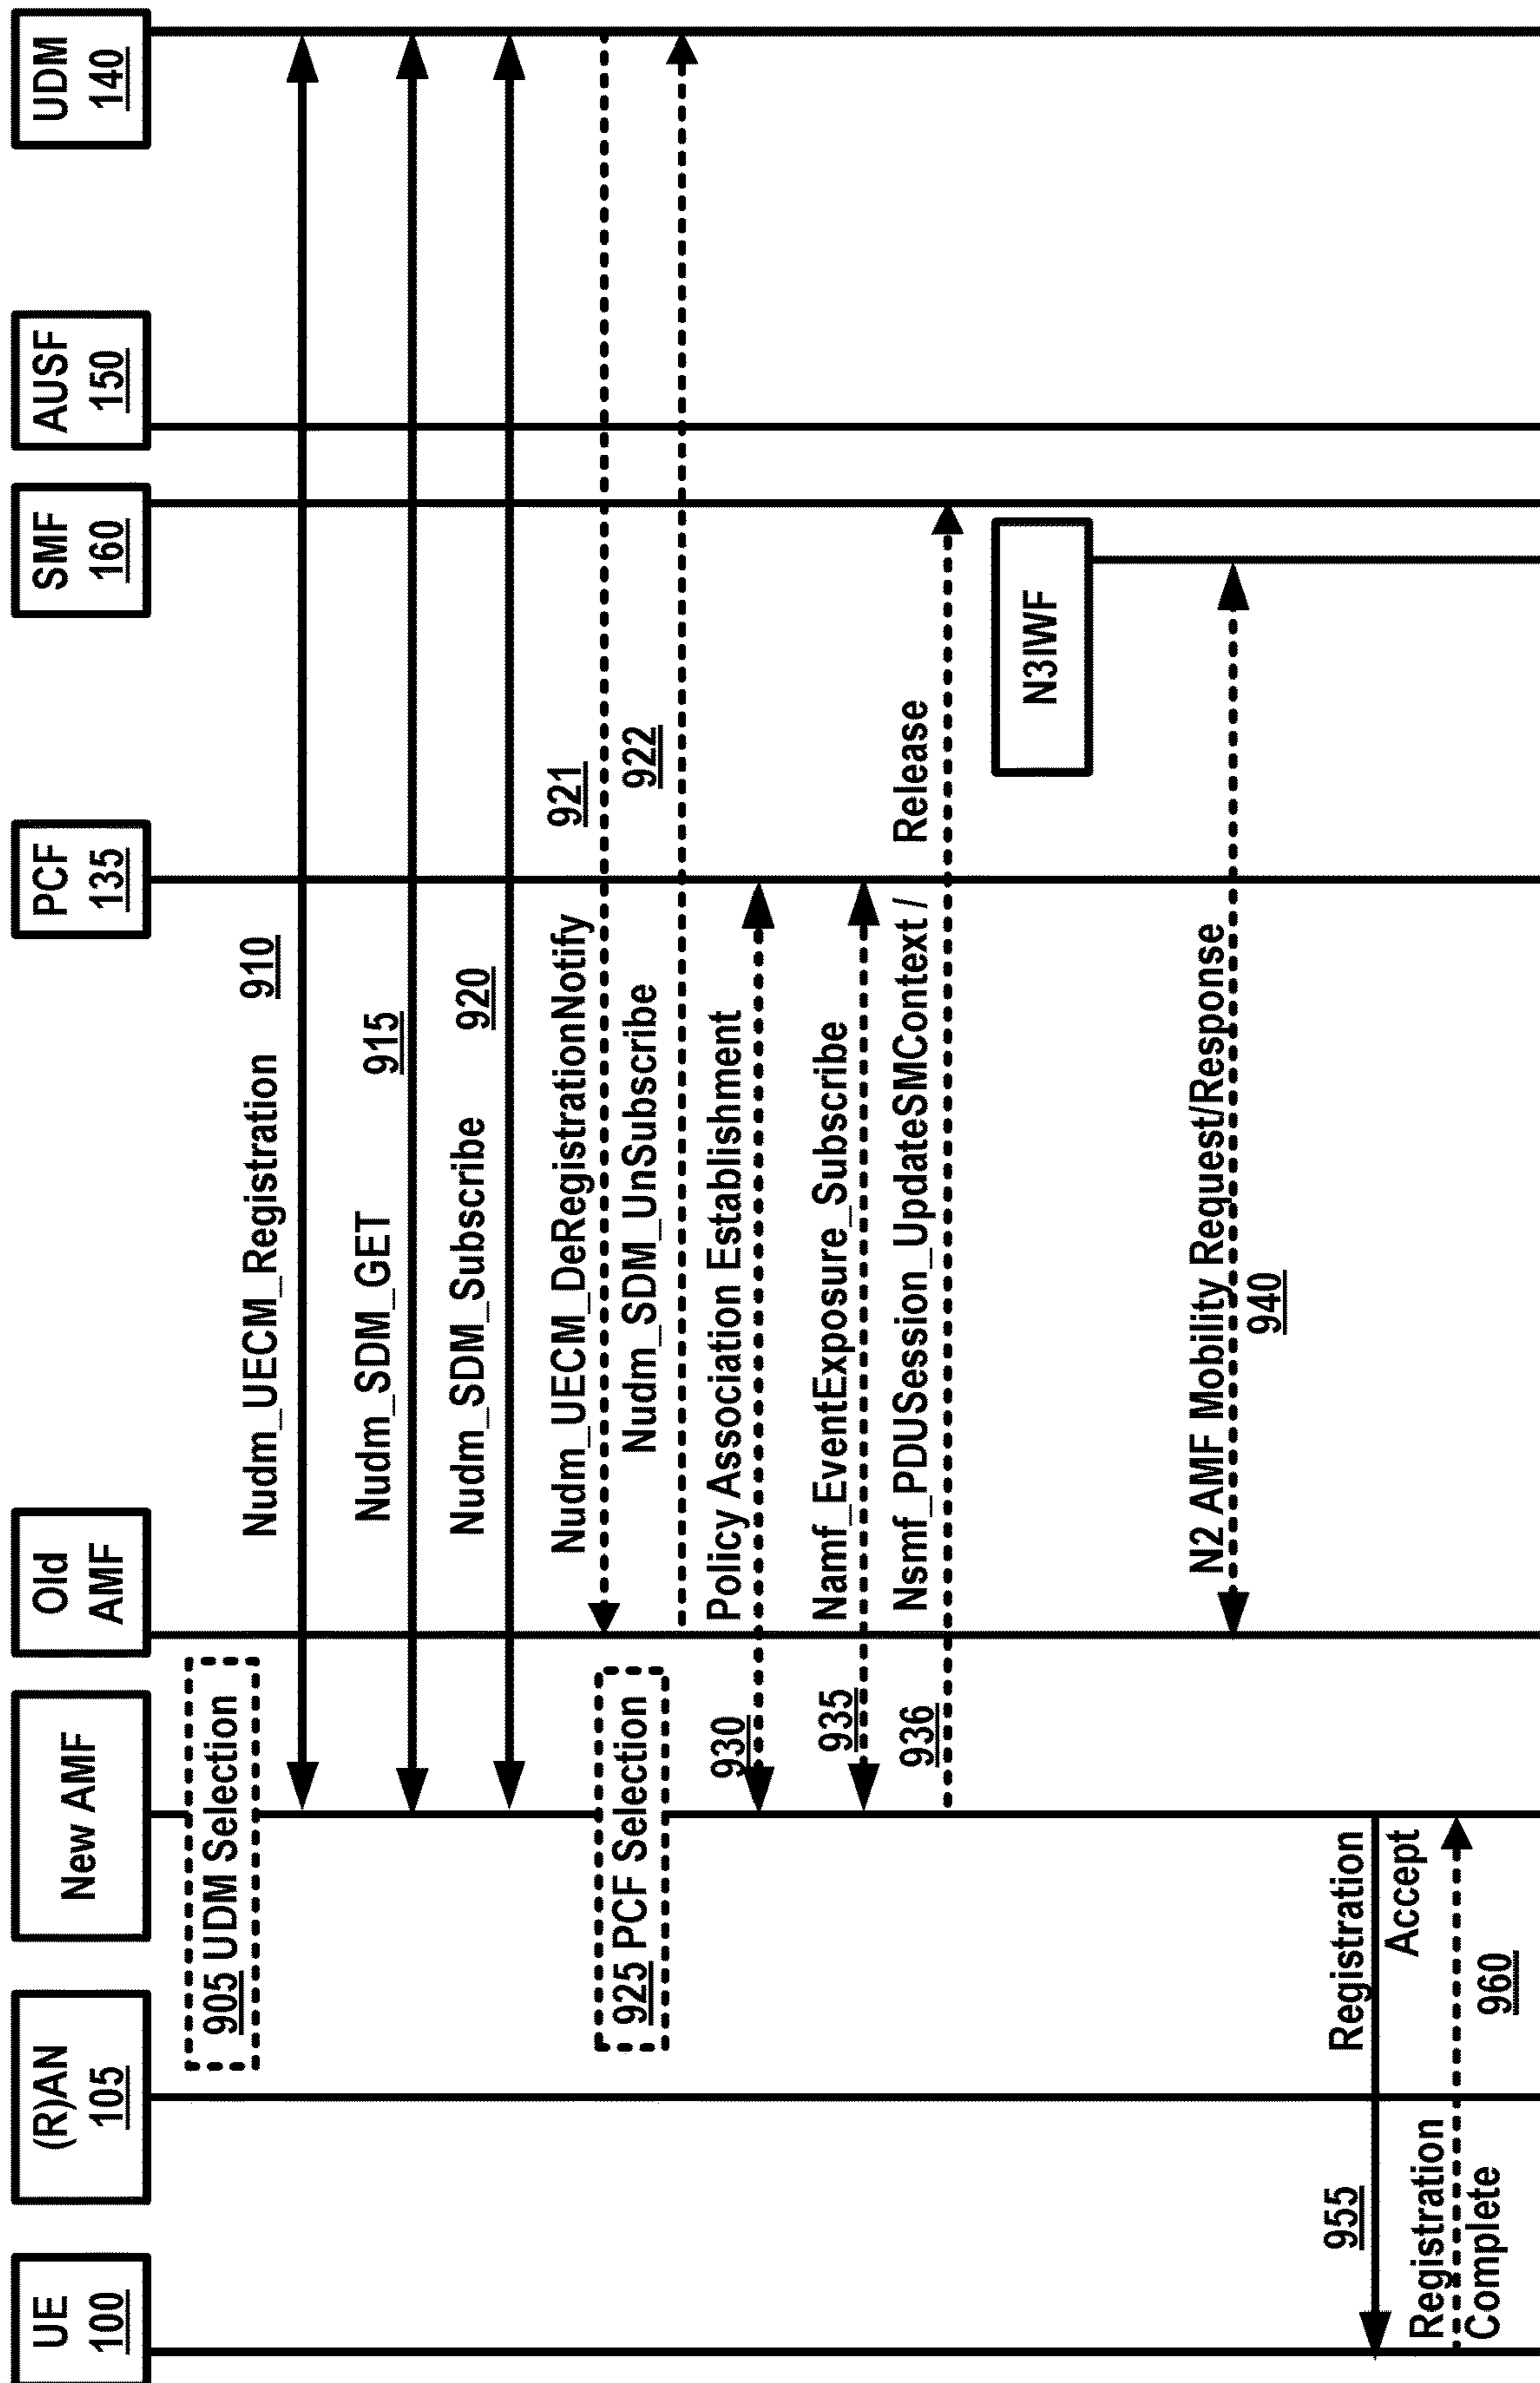 UE
100
(R)AN
105
New AMF
Old
AMF
PCF
135
SMF
160
AUSF
150
UDM
140
905 UDM Selection
Nudm_UECM_Registration 910
Nudm_SDM_GET 915
Nudm_SDM_Subscribe 920
Nudm_UECM_DeRegistrationNotify 921
Nudm_SDM_UnSubscribe 922
925 PCF Selection
Policy Association Establishment
930
Namf_EventExposure_Subscribe
935
Nsmf_PDUSession_UpdateSMContext / Release
936
N3IWF
N2 AMF Mobility Request/Response
940
955
Registration
Accept
Registration
Complete
960